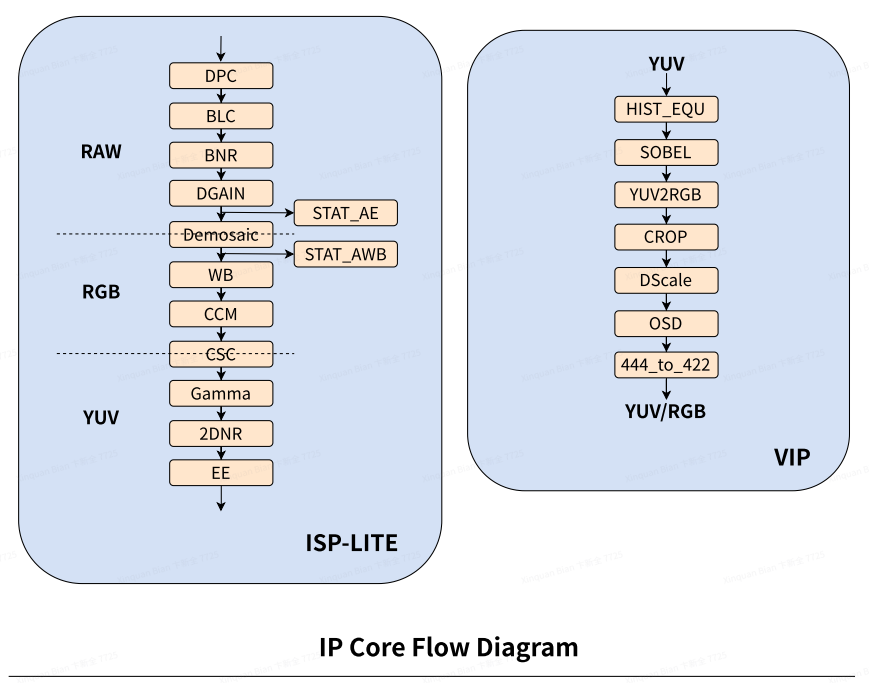 DPC
BLC
RAW
BNR
DGAIN
STAT_AE
Demosaic
STAT_AWB
WB
RGB
CCM
CSC
Gamma
YUV
2DNR
EE
ISP-LITE
YUV
HIST_EQU
SOBEL
YUV2RGB
CROP
DScale
OSD
444_to_422
YUV/RGB
VIP
IP Core Flow Diagram